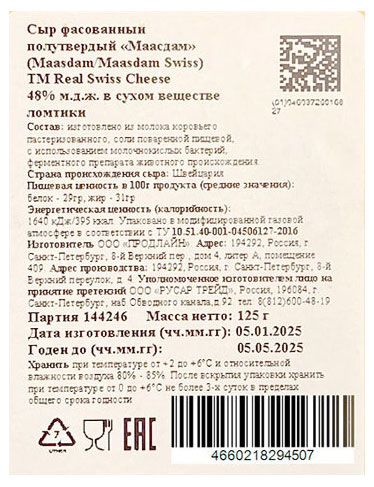 Сыр фасованный
полутвердый «Маасдам»
(Maasdam/Maasdam Swiss)
TM Real Swiss Cheese
48% м.д.ж. в сухом веществе
ломтики
Состав: изготовлено из молока коровьего
пастеризованного, соли поваренной пищевой,
с использованием молочнокислых бактерий,
ферментного препарата животного происхождения.
Страна происхождения сыра: Швейцария
Пищевая ценность в 100г продукта (средние значения):
белок - 29гр, жир - 31гр
Энергетическая ценность (калорийность):
1640 кДж/395 ккал. Упаковано в модифицированной газовой
атмосфере в соответствии с ТУ 10.51.40-001-04506127-2016
Изготовитель ООО «ПРОДЛАЙН». Адрес: 194292, Россия, г.
Санкт-Петербург, 8-й Верхний пер., дом 4, литер А, помещение
409. Адрес производства: 194292, Россия, г. Санкт-Петербург, 8-й
Верхний переулок, д. 4. Уполномоченное изготовителем лицо на
принятие претензий ООО «РУСАР ТРЕЙД», Россия, 196084, г.
Санкт-Петербург, наб Обводного канала,д.92. тел. 8(812)600-48-19
Партия 144246 Масса нетто: 125 г
Дата изготовления (чч.мм.гг): 05.01.2025
Годен до (чч.мм.гг): 05.05.2025
Хранить при температуре от +2 до +6°С и относительной
влажности воздуха 80% - 85%. После вскрытия упаковки хранить
при температуре от 0 до +6°С не более 3-х суток в пределах
общего срока годности
(01)046037200168
27
7
EAC
4660218294507